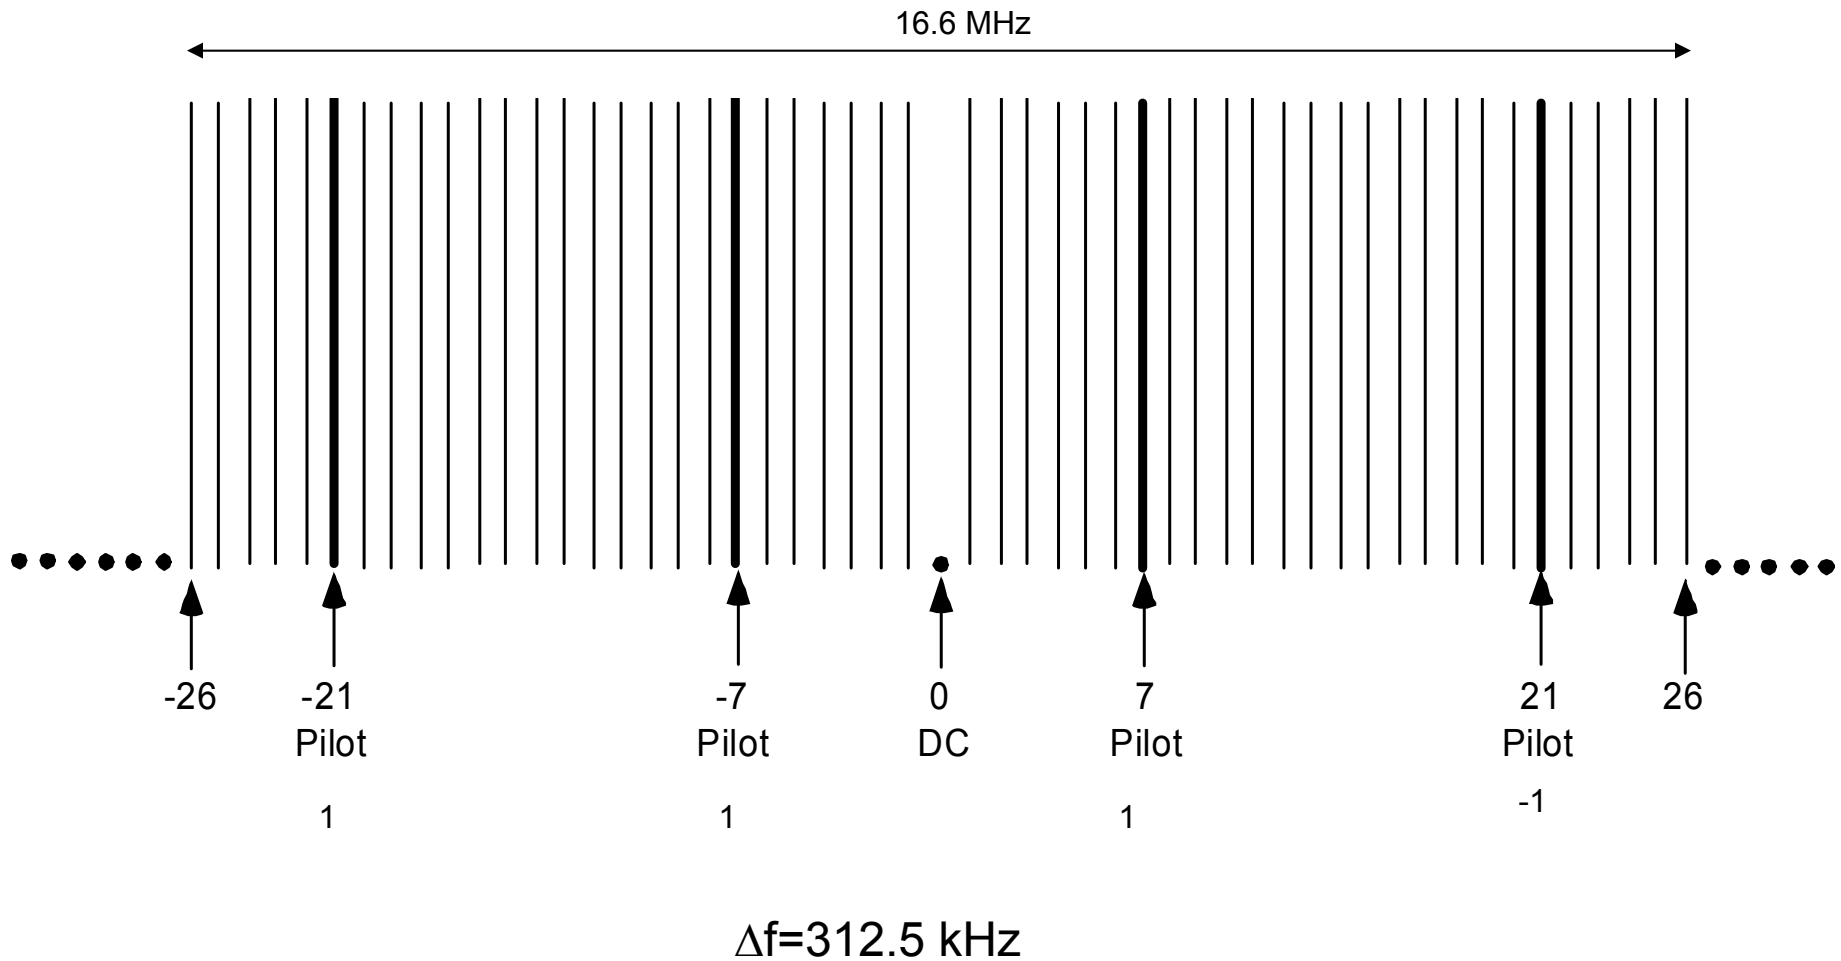 16.6 MHz
-26 -21 -7 0 7 21 26
Pilot Pilot DC Pilot Pilot
1 1 1 -1
Δf=312.5 kHz